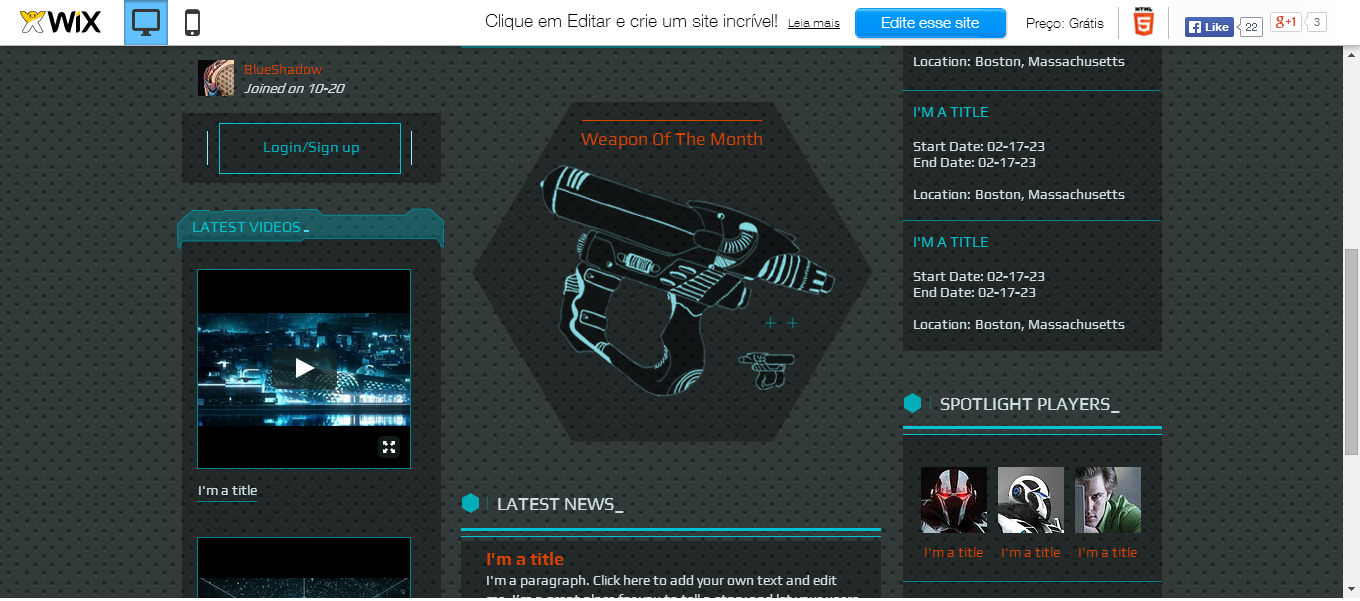 WiX
Clique em Editar e crie um site incrível! Leia mais
Edite esse site
Preço: Grátis
HTML
5
Like
22
g+1
3
BlueShadow
Joined on 10-20
Login/Sign up
LATEST VIDEOS_
I'm a title
Weapon Of The Month
LATEST NEWS_
I'm a title
I'm a paragraph. Click here to add your own text and edit
me. I'm a great place for you to tell a story and let your users
Location: Boston, Massachusetts
I'M A TITLE
Start Date: 02-17-23
End Date: 02-17-23
Location: Boston, Massachusetts
I'M A TITLE
Start Date: 02-17-23
End Date: 02-17-23
Location: Boston, Massachusetts
SPOTLIGHT PLAYERS_
I'm a title
I'm a title
I'm a title